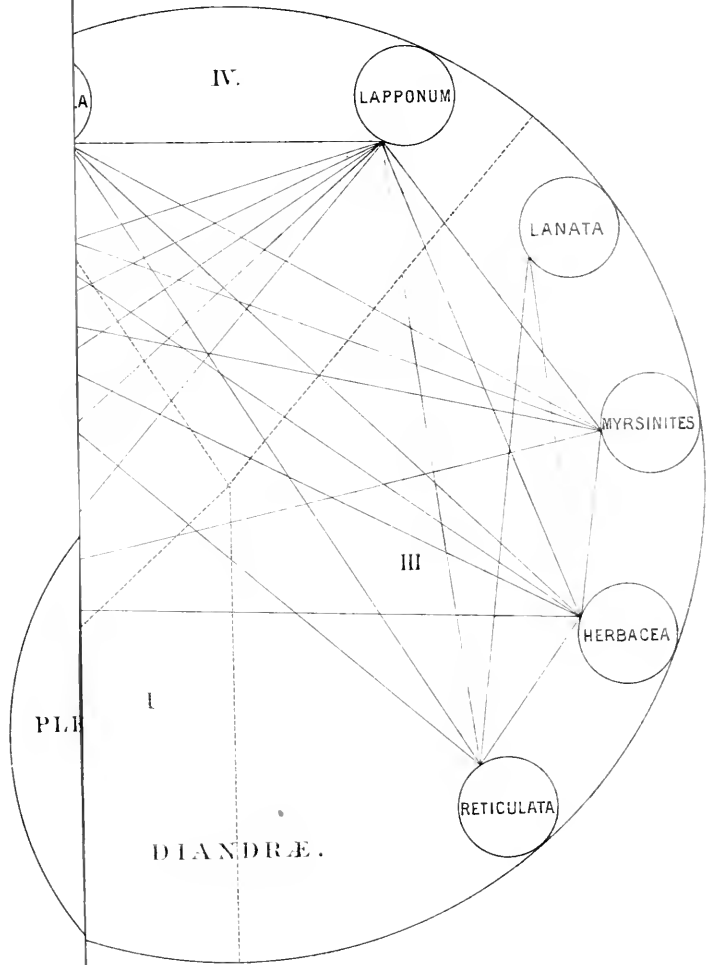 IV.
LAPPONUM
LANATA
MYRSINITES
III
HERBACEA
I
RETICULATA
DIANDRÆ.